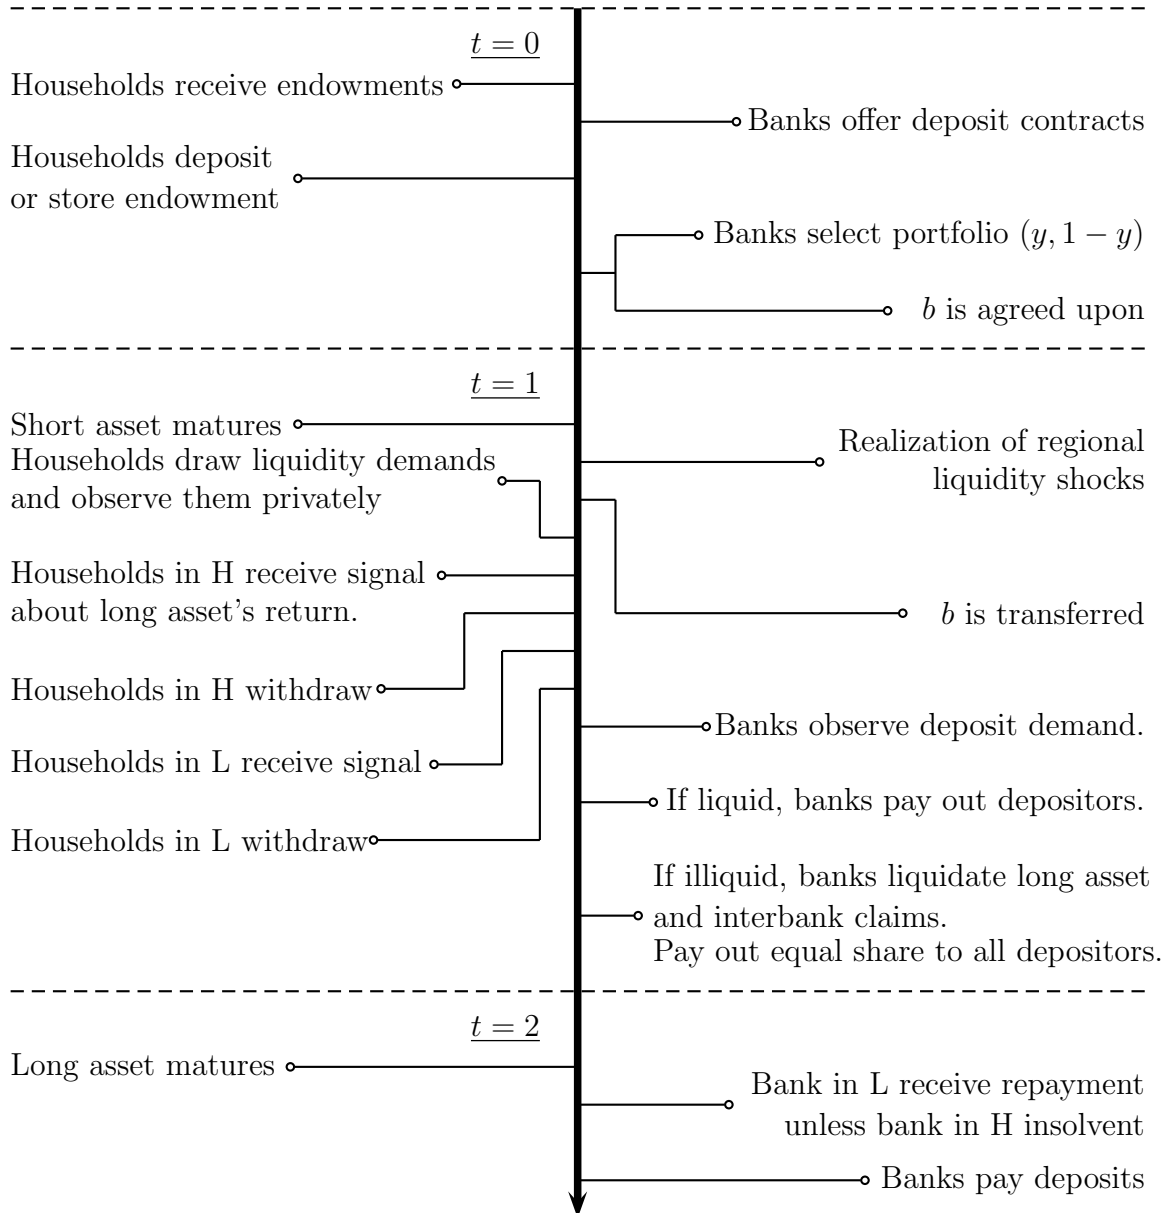 t = 0
Households receive endowments
Banks offer deposit contracts
Households deposit
or store endowment
Banks select portfolio (y, 1 − y)
b is agreed upon
t = 1
Short asset matures
Realization of regional
liquidity shocks
Households draw liquidity demands
and observe them privately
Households in H receive signal
about long asset's return.
b is transferred
Households in H withdraw
Banks observe deposit demand.
Households in L receive signal
If liquid, banks pay out depositors.
Households in L withdraw
If illiquid, banks liquidate long asset
and interbank claims.
Pay out equal share to all depositors.
t = 2
Long asset matures
Bank in L receive repayment
unless bank in H insolvent
Banks pay deposits